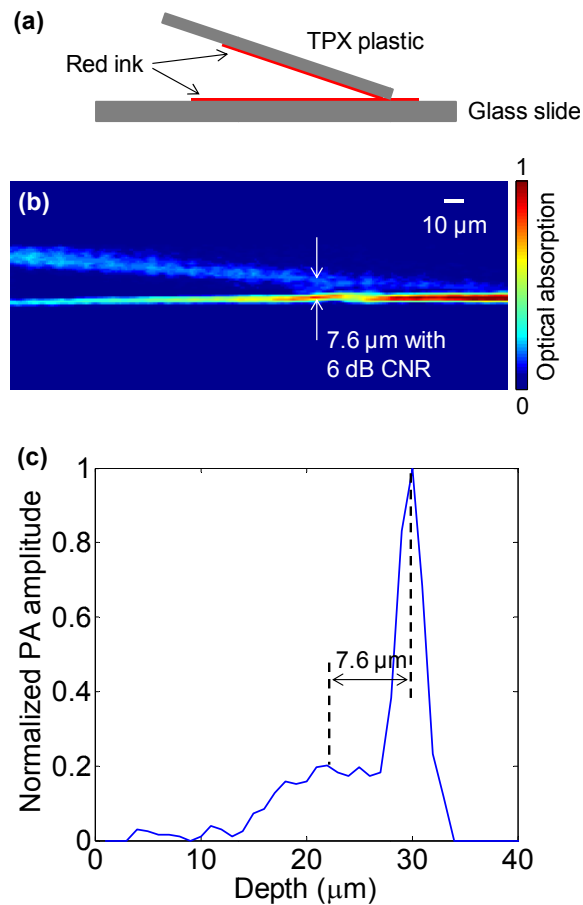 (a)
TPX plastic
Red ink
Glass slide
(b)
10 µm
7.6 µm with
6 dB CNR
1
Optical absorption
0
(c)
Normalized PA amplitude
1
0.8
0.6
0.4
0.2
0
7.6 µm
0 10 20 30 40
Depth (µm)